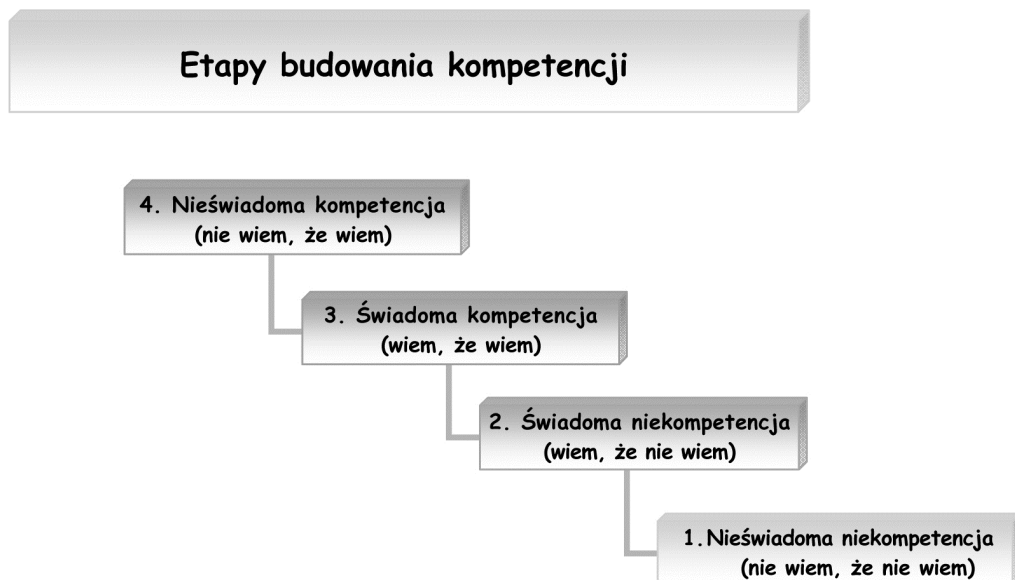 Etapy budowania kompetencji
4. Nieświadoma kompetencja
(nie wiem, że wiem)
3. Świadoma kompetencja
(wiem, że wiem)
2. Świadoma niekompetencja
(wiem, że nie wiem)
1.Nieświadoma niekompetencja
(nie wiem, że nie wiem)